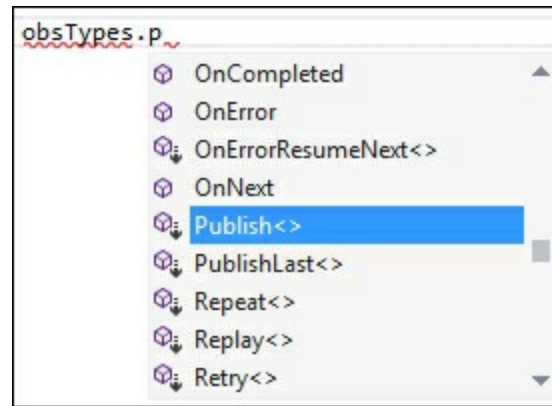 obsTypes.p
OnCompleted
OnError
OnErrorResumeNext<>
OnNext
Publish<>
PublishLast<>
Repeat<>
Replay<>
Retry<>